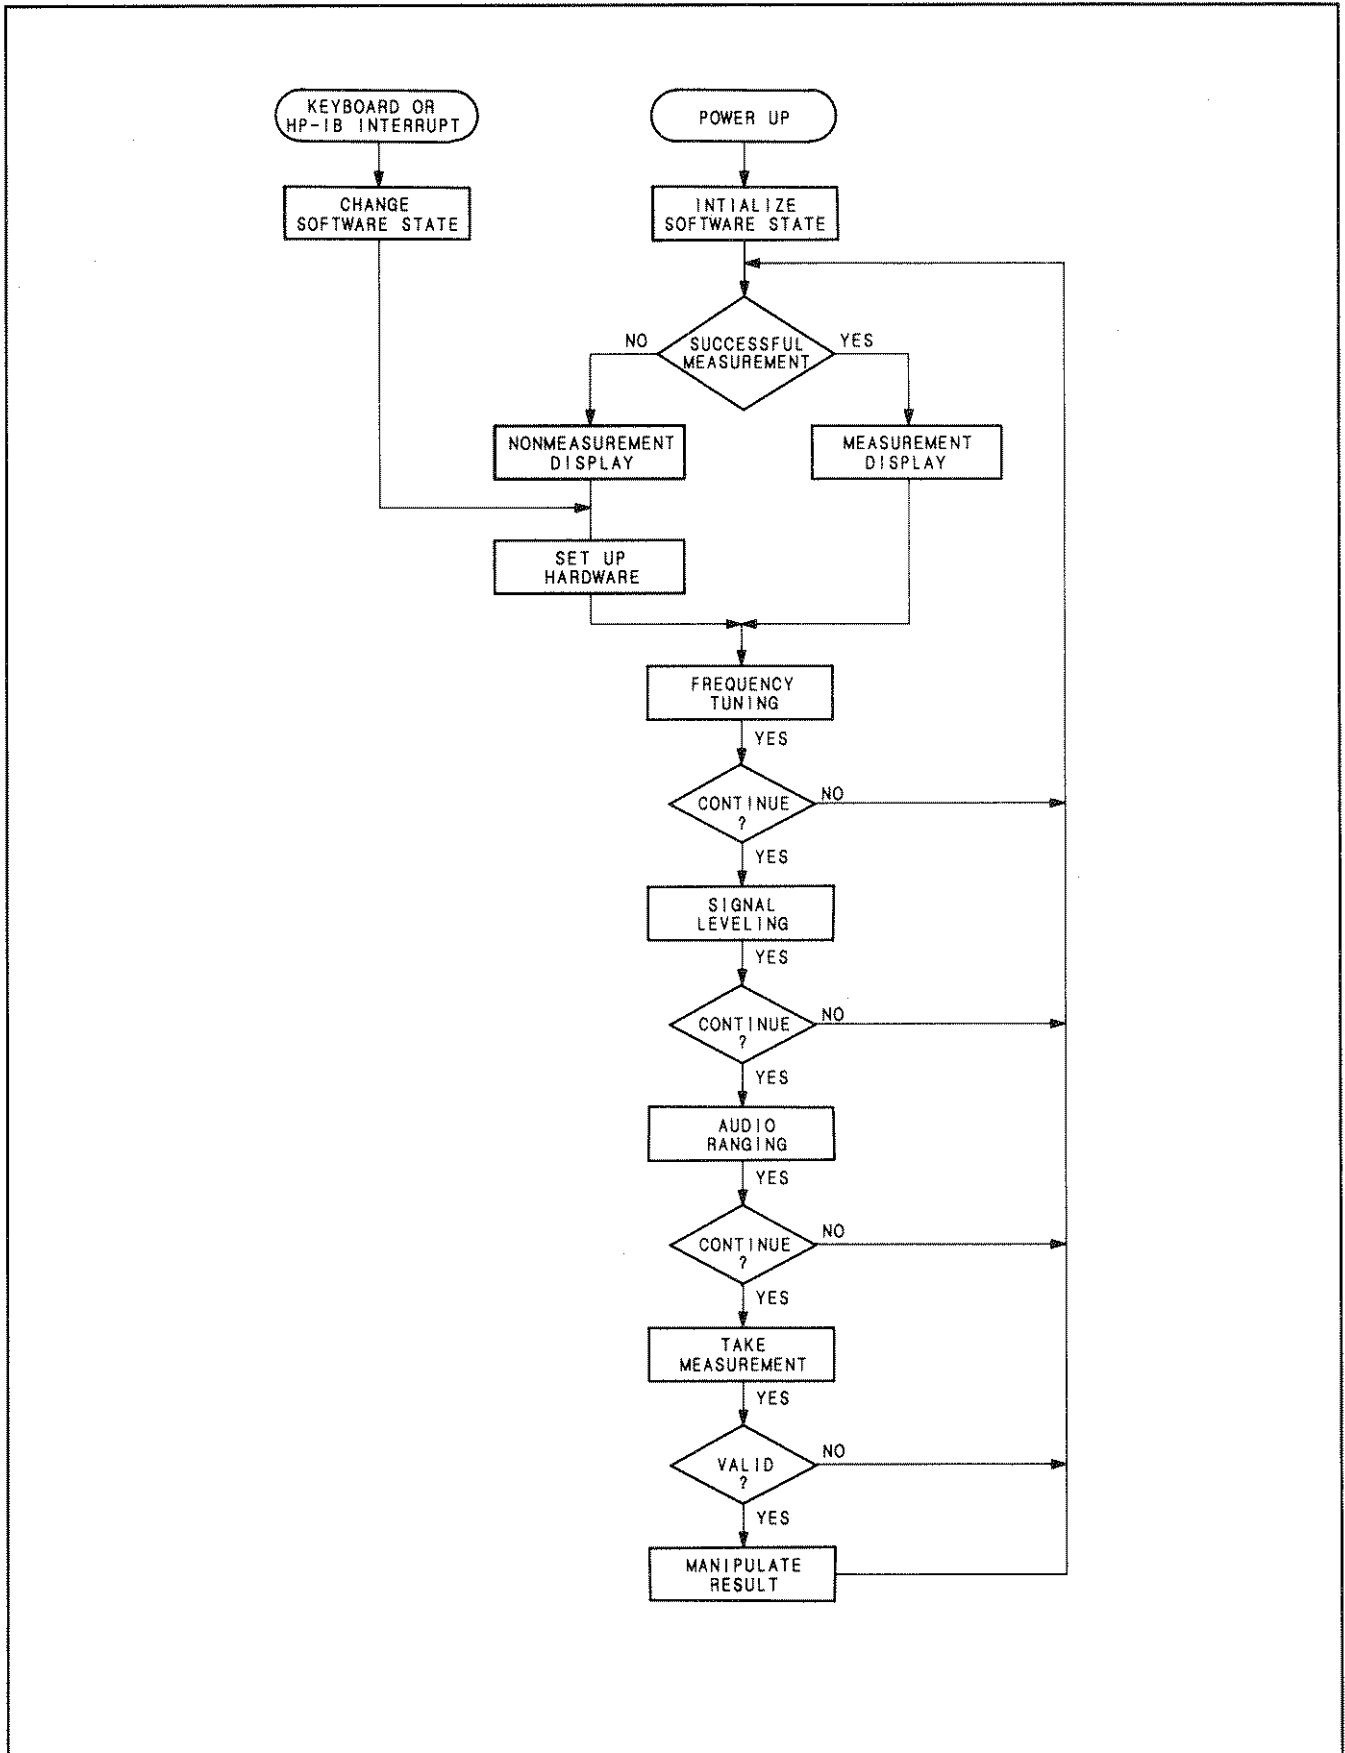 KEYBOARD OR
HP-IB INTERRUPT
POWER UP
CHANGE
SOFTWARE STATE
INTIALIZE
SOFTWARE STATE
NO
SUCCESSFUL
MEASUREMENT
YES
NONMEASUREMENT
DISPLAY
MEASUREMENT
DISPLAY
SET UP
HARDWARE
FREQUENCY
TUNING
YES
CONTINUE
?
NO
YES
SIGNAL
LEVELING
YES
CONTINUE
?
NO
YES
AUDIO
RANGING
YES
CONTINUE
?
NO
YES
TAKE
MEASUREMENT
YES
VALID
?
NO
YES
MANIPULATE
RESULT